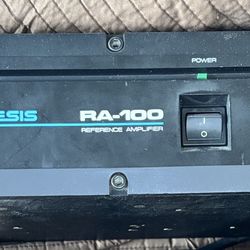 POWER
ESIS RA-100
REFERENCE AMPLIFIER
I
O